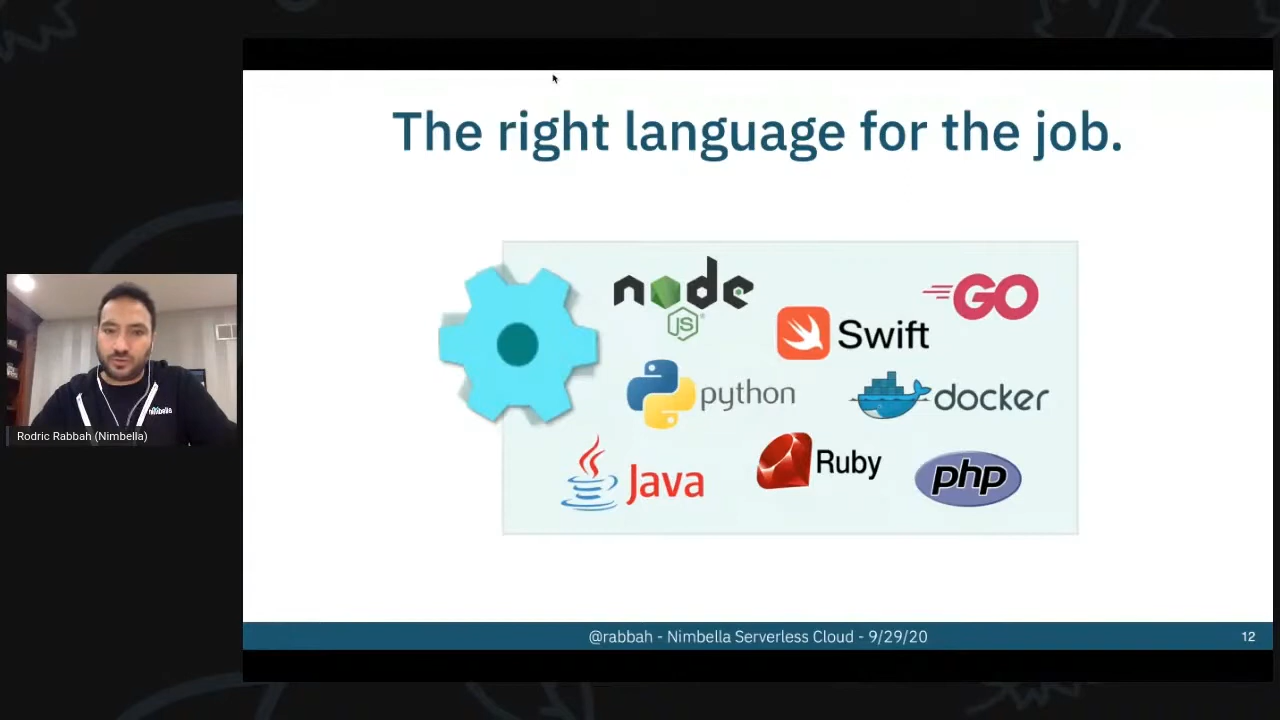 The right language for the job.
node
JS
GO
Swift
python
docker
Java
Ruby
php
nimbella
Rodric Rabbah (Nimbella)
@rabbah - Nimbella Serverless Cloud - 9/29/20
12